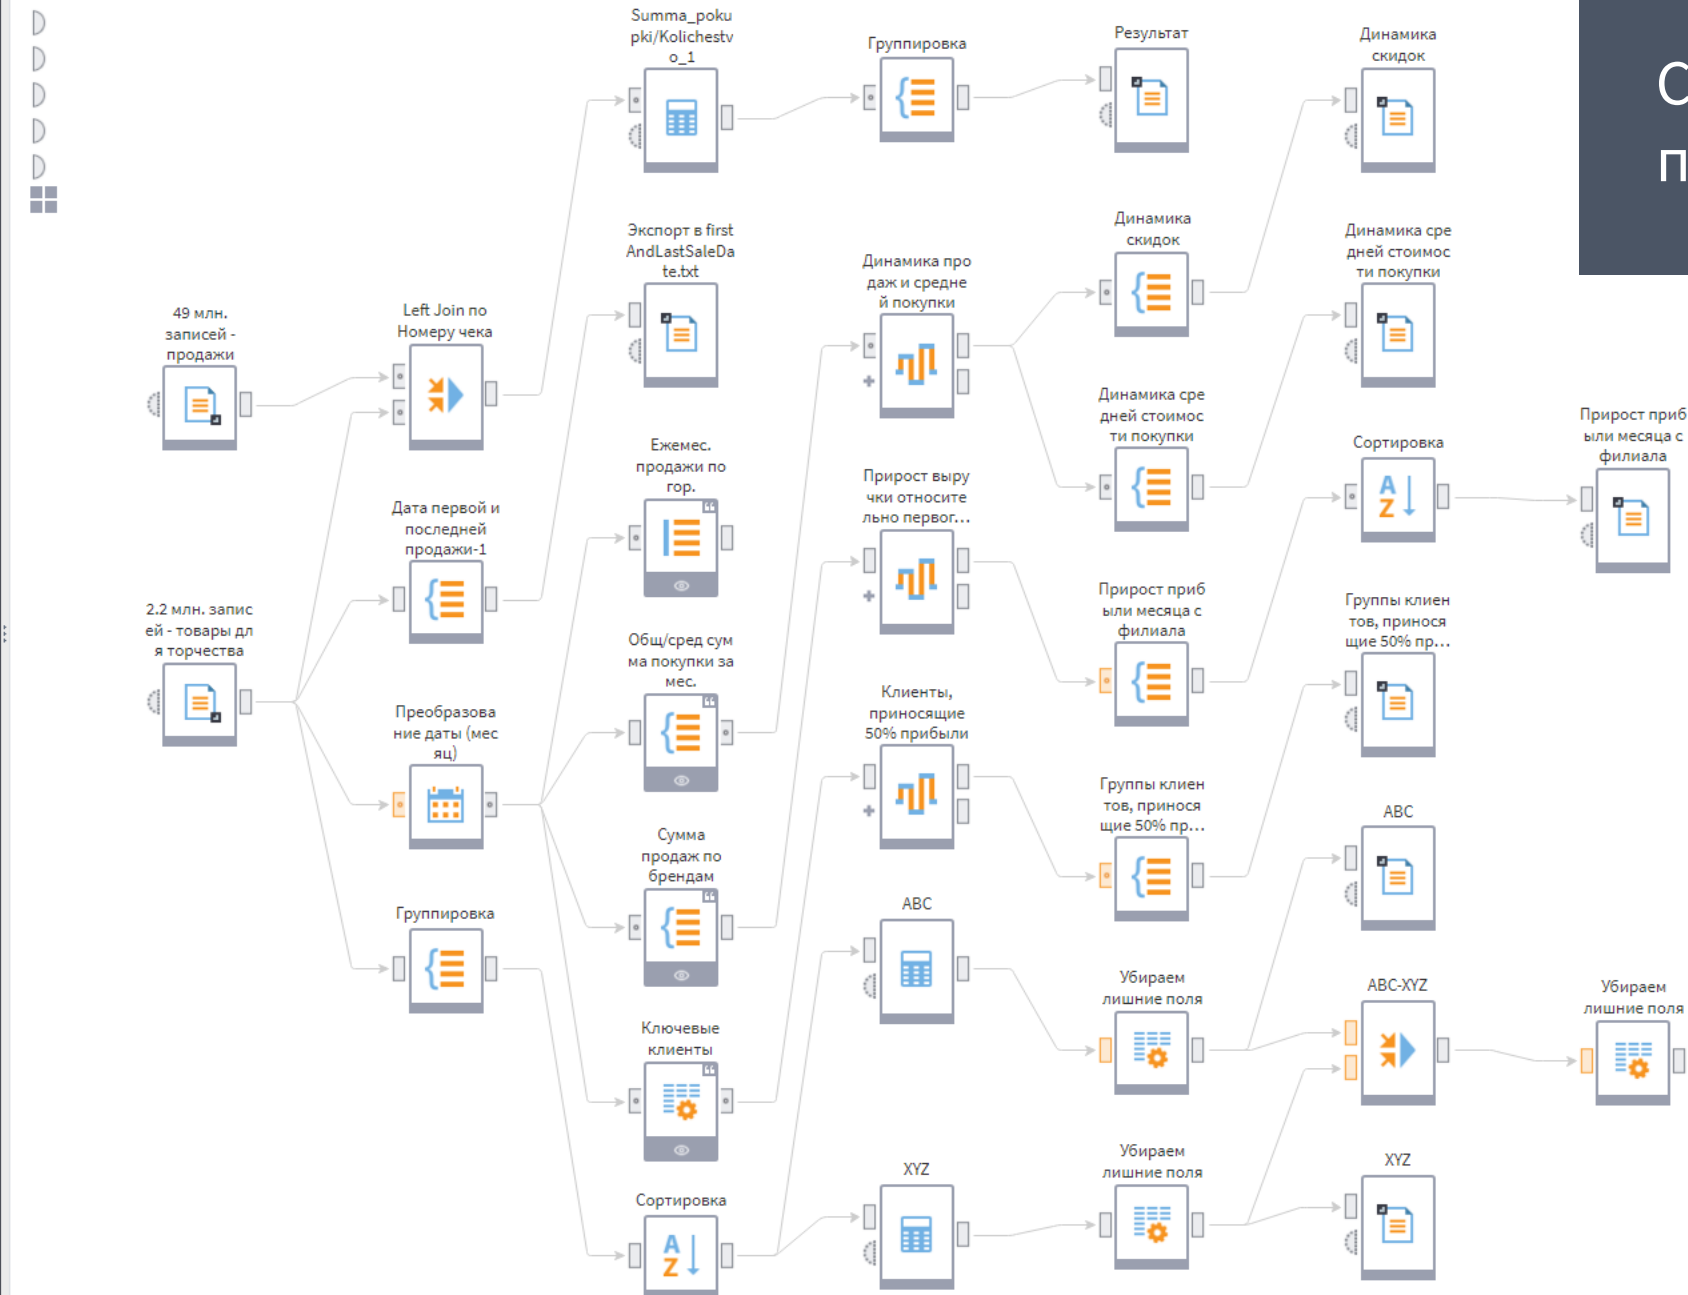 Summa_poku
pki/Kolichestv
o_1
Группировка
Результат
Динамика
скидок
С
п
Экспорт в first
AndLastSaleDa
te.txt
Динамика про
даж и средне
й покупки
Динамика
скидок
Динамика сре
дней стоимос
ти покупки
49 млн.
записей -
продажи
Left Join по
Номеру чека
Ежемес.
продажи по
гор.
Динамика сре
дней стоимос
ти покупки
Сортировка
A
Z
Прирост приб
ыли месяца с
филиала
Дата первой и
последней
продажи-1
Прирост выру
чки относите
льно первог...
2.2 млн. запис
ей - товары дл
я торчества
Общ/сред сум
ма покупки за
мес.
Прирост приб
ыли месяца с
филиала
Группы клиен
тов, принося
щие 50% пр...
Преобразова
ние даты (мес
яц)
Клиенты,
приносящие
50% прибыли
Сумма
продаж по
брендам
Группы клиен
тов, принося
щие 50% пр...
ABC
Группировка
ABC
Ключевые
клиенты
Убираем
лишние поля
ABC-XYZ
Убираем
лишние поля
Сортировка
A
Z
XYZ
Убираем
лишние поля
XYZ